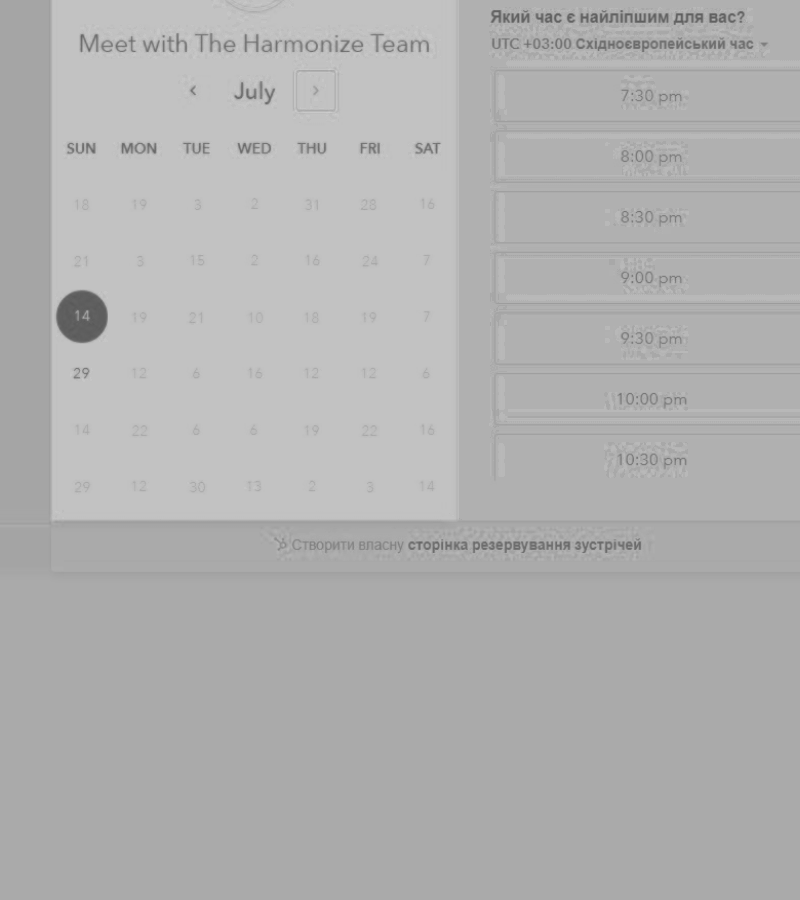 Meet with The Harmonize Team
July
SUN MON TUE WED THU FRI SAT
18 19 3 2 31 28 16
21 3 15 2 16 24 7
14 19 21 10 18 19 7
29 12 6 16 12 12 6
14 22 6 6 19 22 16
29 12 30 13 2 3 14
Який час є найліпшим для вас?
UTC +03:00 Східноєвропейський час
7:30 pm
8:00 pm
8:30 pm
9:00 pm
9:30 pm
10:00 pm
10:30 pm
Створити власну сторінка резервування зустрічей